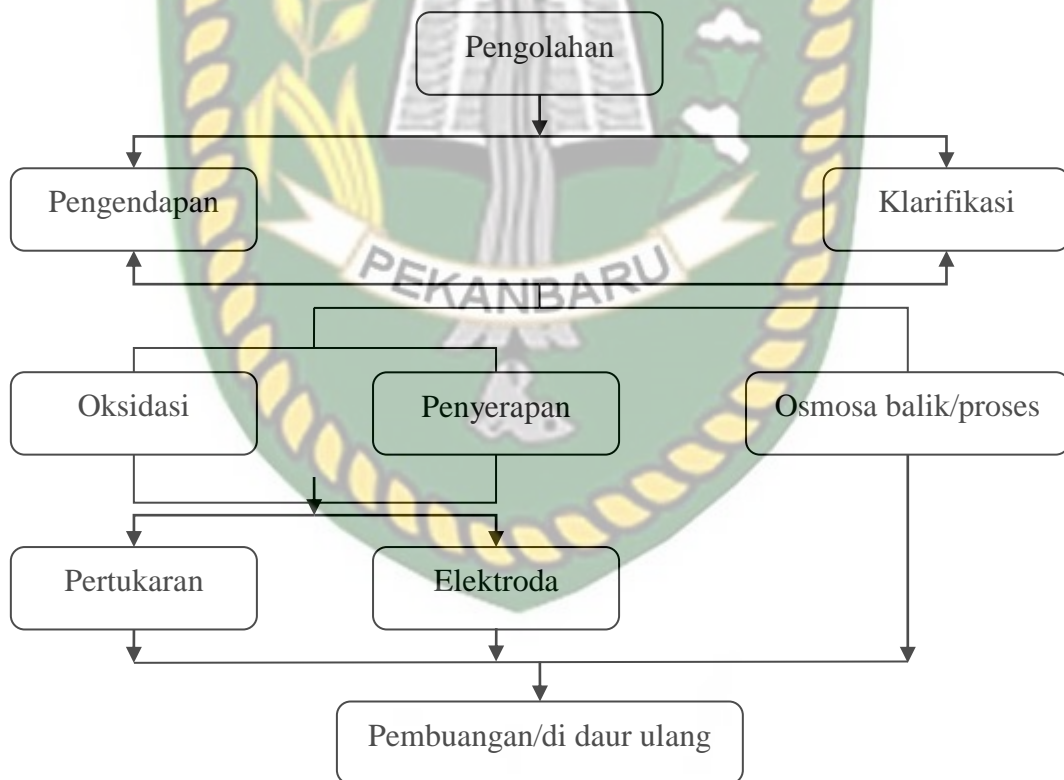 Pengolahan
Pengendapan
Klarifikasi
PEKANBARU
Oksidasi
Penyerapan
Osmosa balik/proses
Pertukaran
Elektroda
Pembuangan/di daur ulang